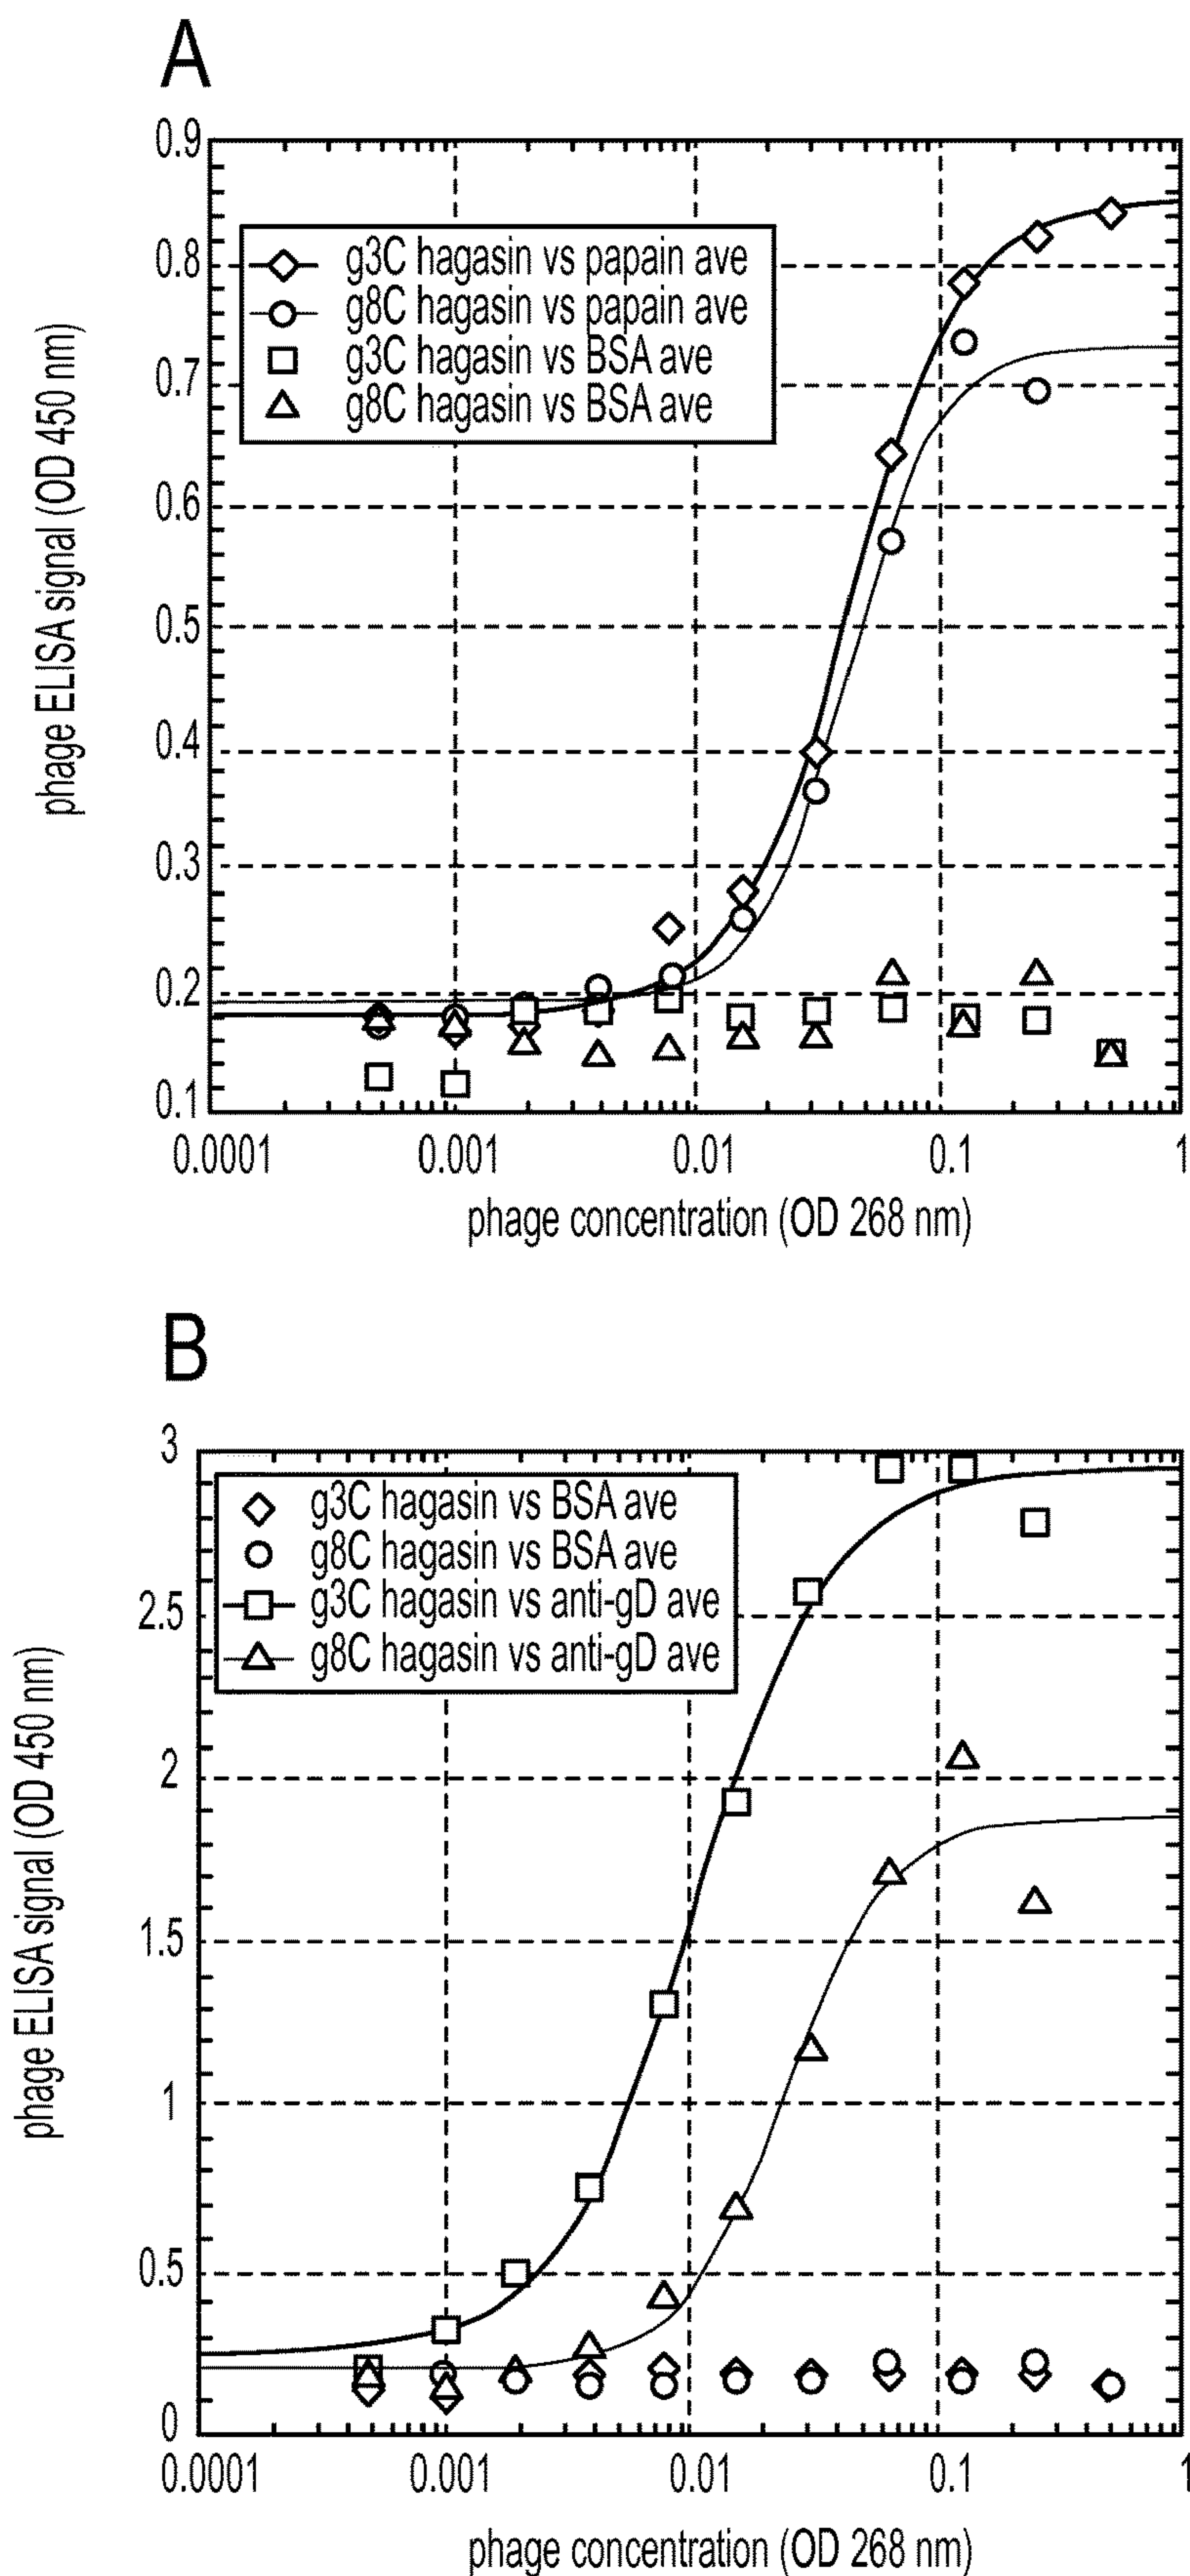 A
0.9
0.8
0.7
0.6
0.5
0.4
0.3
0.2
0.1
phage ELISA signal (OD 450 nm)
g3C hagasin vs papain ave
g8C hagasin vs papain ave
g3C hagasin vs BSA ave
g8C hagasin vs BSA ave
0.0001 0.001 0.01 0.1 1
phage concentration (OD 268 nm)
B
3
2.5
2
1.5
1
0.5
0
phage ELISA signal (OD 450 nm)
g3C hagasin vs BSA ave
g8C hagasin vs BSA ave
g3C hagasin vs anti-gD ave
g8C hagasin vs anti-gD ave
0.0001 0.001 0.01 0.1 1
phage concentration (OD 268 nm)